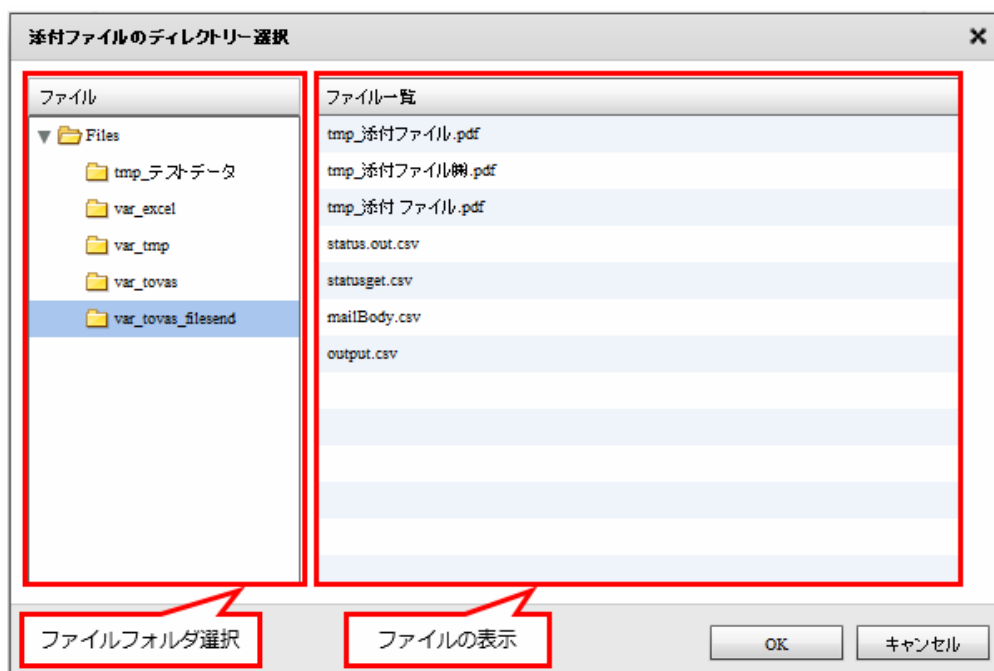 添付ファイルのディレクトリー選択
ファイル
Files
tmp_テストデータ
var_excel
var_tmp
var_tovas
var_tovas_filesend
ファイル一覧
tmp_添付ファイル.pdf
tmp_添付ファイル㈱.pdf
tmp_添付 ファイル.pdf
status.out.csv
statusget.csv
mailBody.csv
output.csv
ファイルフォルダ選択
ファイルの表示
OK
キャンセル